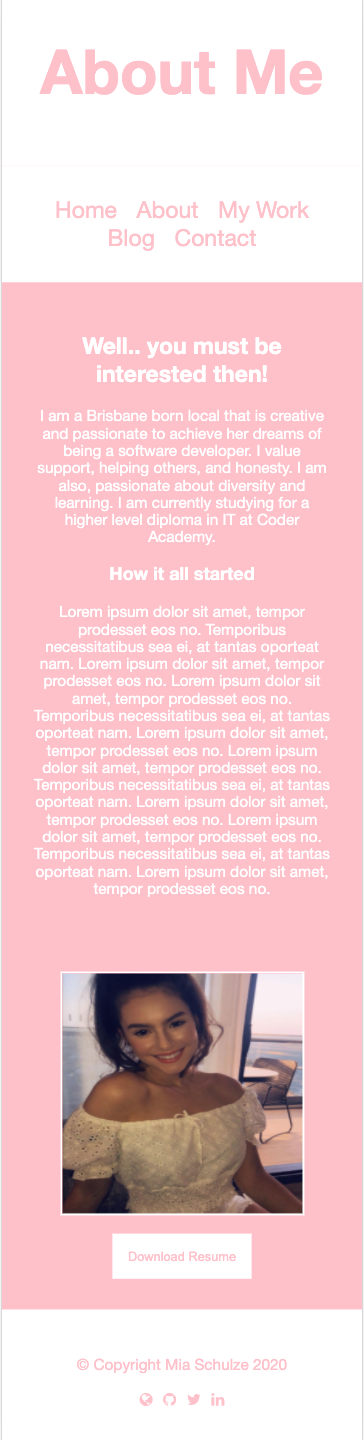 About Me
Home About My Work
Blog Contact
Well.. you must be
interested then!
I am a Brisbane born local that is creative
and passionate to achieve her dreams of
being a software developer. I value
support, helping others, and honesty. I am
also, passionate about diversity and
learning. I am currently studying for a
higher level diploma in IT at Coder
Academy.
How it all started
Lorem ipsum dolor sit amet, tempor
prodesset eos no. Temporibus
necessitatibus sea ei, at tantas oporteat
nam. Lorem ipsum dolor sit amet, tempor
prodesset eos no. Lorem ipsum dolor sit
amet, tempor prodesset eos no.
Temporibus necessitatibus sea ei, at tantas
oporteat nam. Lorem ipsum dolor sit amet,
tempor prodesset eos no. Lorem ipsum
dolor sit amet, tempor prodesset eos no.
Temporibus necessitatibus sea ei, at tantas
oporteat nam. Lorem ipsum dolor sit amet,
tempor prodesset eos no. Lorem ipsum
dolor sit amet, tempor prodesset eos no.
Temporibus necessitatibus sea ei, at tantas
oporteat nam. Lorem ipsum dolor sit amet,
tempor prodesset eos no.
Download Resume
© Copyright Mia Schulze 2020